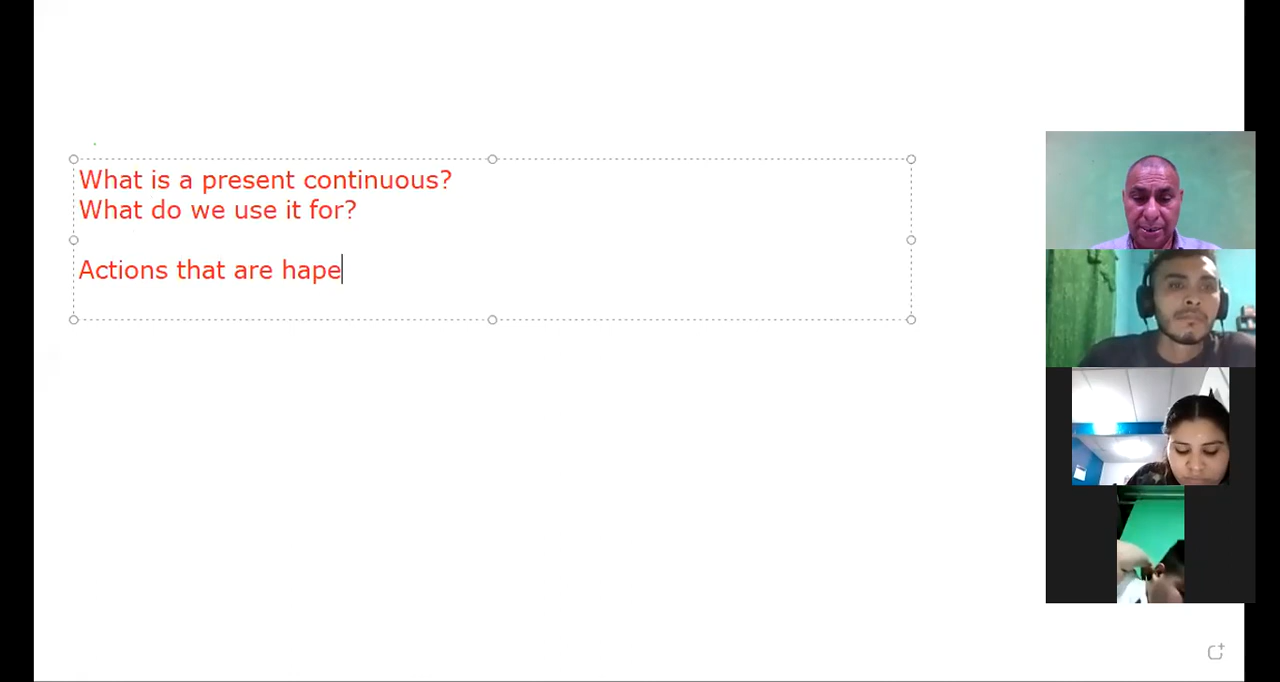 What is a present continuous?
What do we use it for?
Actions that are hape